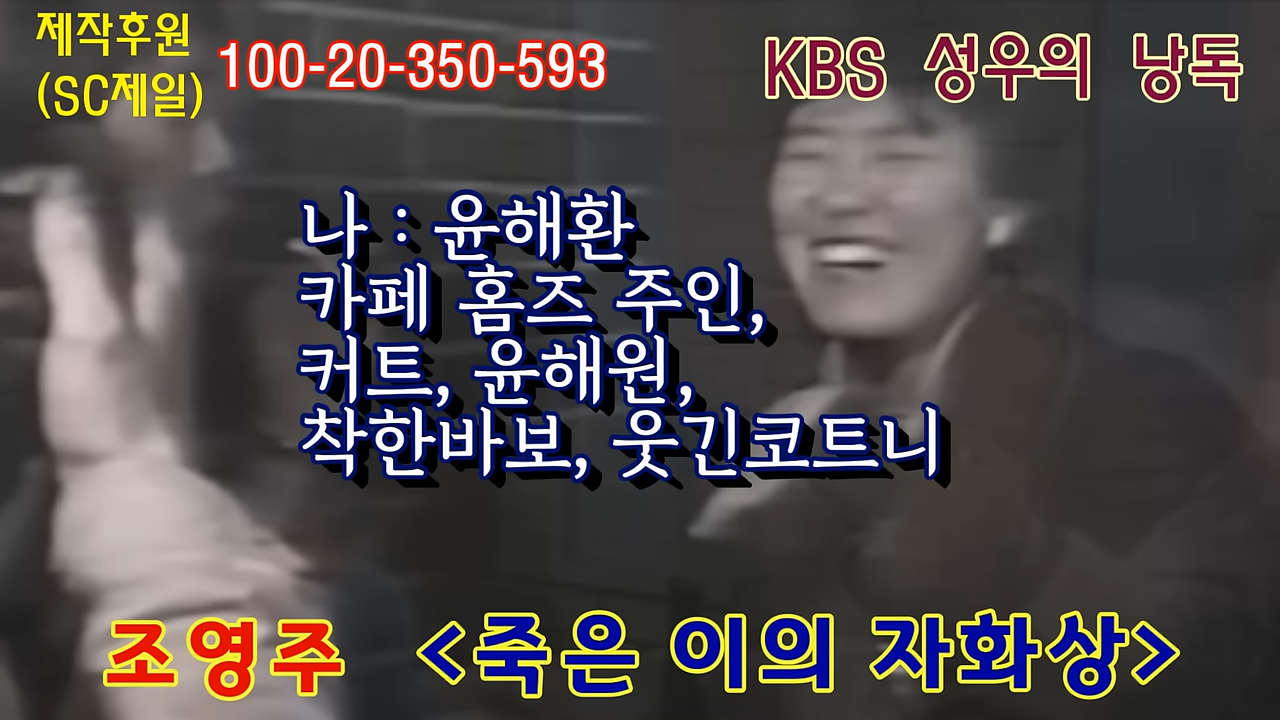 제작후원
(SC제일)
100-20-350-593
KBS 성우의 낭독
나 : 윤해환
카페 홈즈 주인,
커트, 윤해원,
착한바보, 웃긴코트니
조영주 <죽은 이의 자화상>